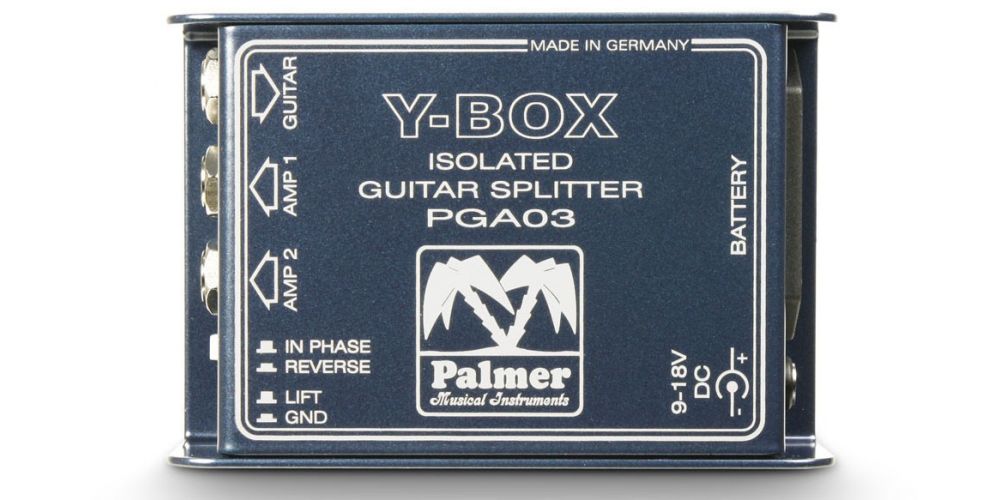 MADE IN GERMANY
Y-BOX
ISOLATED
GUITAR SPLITTER
PGA03
GUITAR
AMP 1
AMP 2
IN PHASE
REVERSE
LIFT
GND
Palmer
Musical Instruments
BATTERY
9-18V
DC
+
-